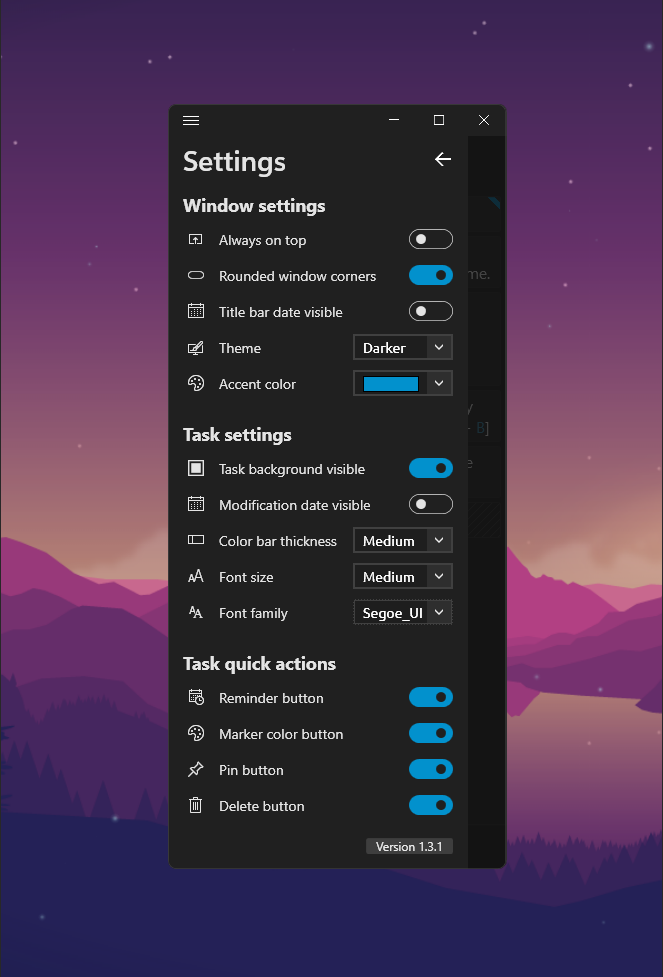 Settings
Window settings
Always on top
Rounded window corners
me.
Title bar date visible
Theme
Darker
Accent color
y
Task settings
8]
Task background visible
e
Modification date visible
Color bar thickness
Medium
Font size
Medium
Font family
Segoe_UI
Task quick actions
Reminder button
Marker color button
Pin button
Delete button
Version 1.3.1